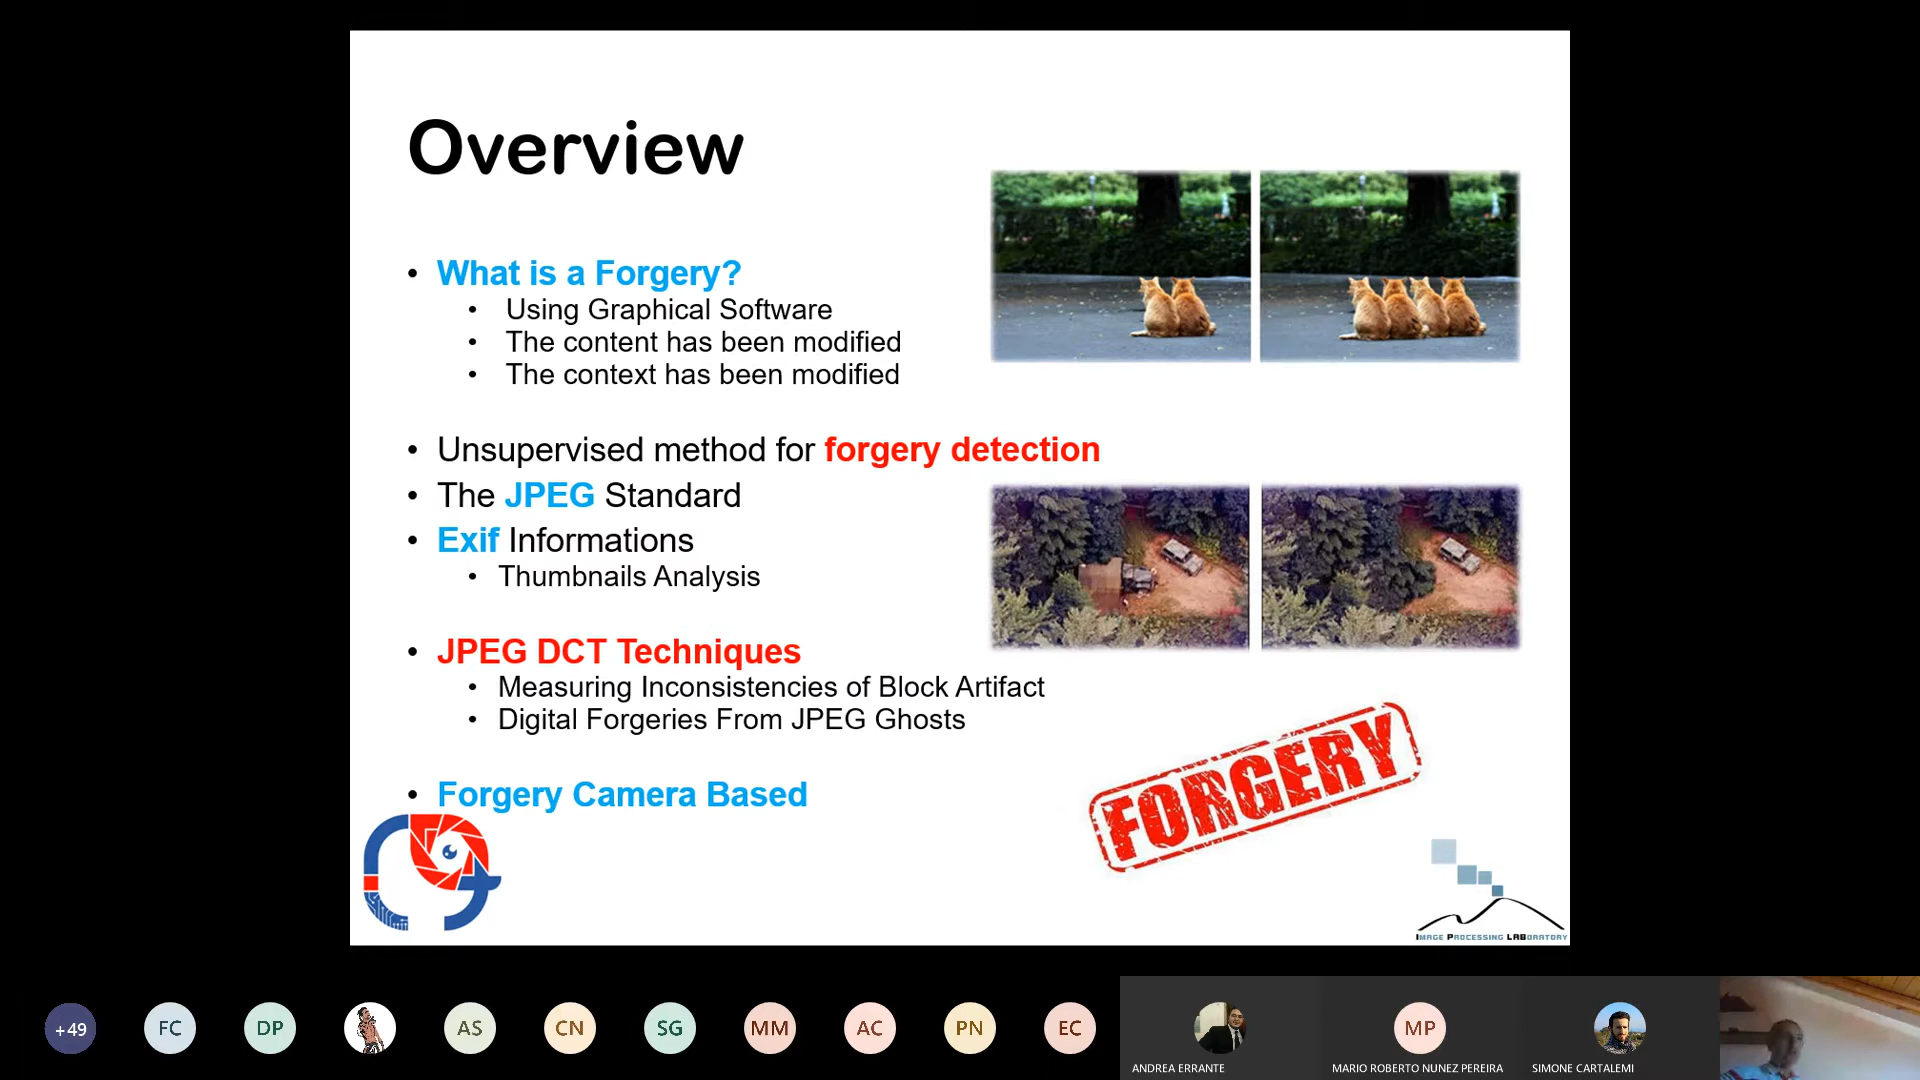 Overview
• What is a Forgery?
• Using Graphical Software
• The content has been modified
• The context has been modified
• Unsupervised method for forgery detection
• The JPEG Standard
• Exif Informations
• Thumbnails Analysis
• JPEG DCT Techniques
• Measuring Inconsistencies of Block Artifact
• Digital Forgeries From JPEG Ghosts
• Forgery Camera Based
FORGERY
IMAGE PROCESSING LABORATORY
+49
FC
DP
AS
CN
SG
MM
AC
PN
EC
MP
ANDREA ERRANTE
MARIO ROBERTO NUNEZ PEREIRA
SIMONE CARTALEMI